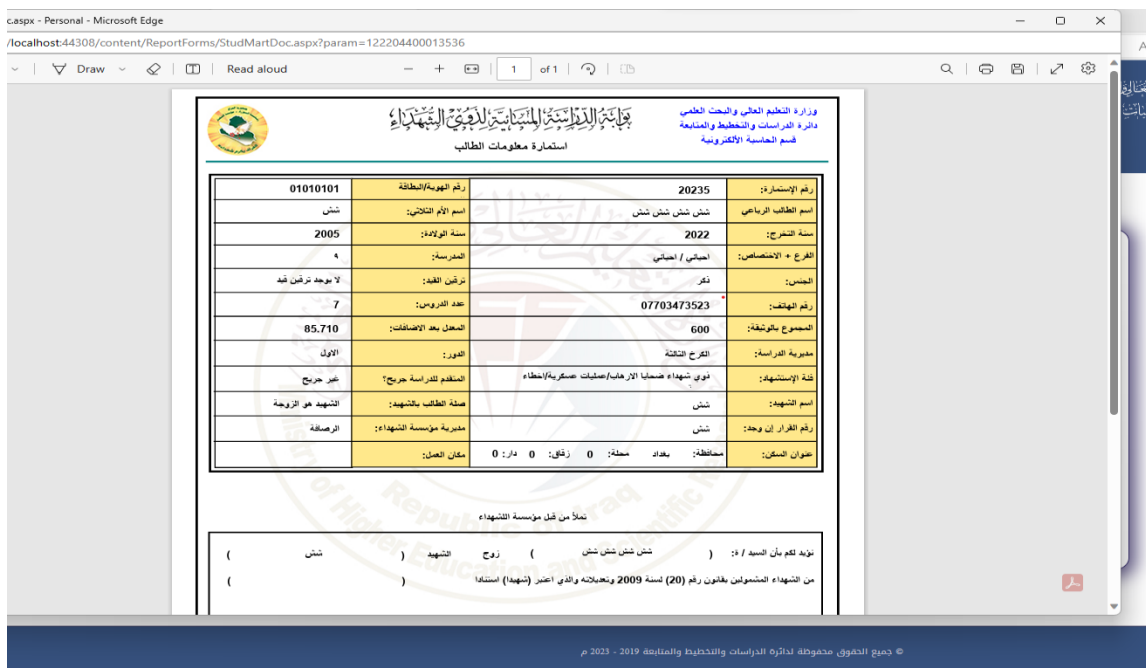 c.aspx - Personal - Microsoft Edge
/localhost:44308/content/ReportForms/StudMartDoc.aspx?param=122204400013536
Draw
Read aloud
1 of 1
وزارة التعليم العالي والبحث العلمي
دائرة الدراسات والتخطيط والمتابعة
قسم الحاسبة الألكترونية
استمارة معلومات الطالب
رقم الإستمارة: 20235 رقم الهوية/البطاقة 01010101
اسم الطالب الرباعي شش شش شش شش اسم الأم الثلاثي: شش
سنة التخرج: 2022 سنة الولادة: 2005
الفرع + الاختصاص: احيائي / احيائي المدرسة: ٩
الجنس: ذكر ترقين القيد: لا يوجد ترقين قيد
رقم الهاتف: 07703473523 عدد الدروس: 7
المجموع بالوثيقة: 600 المعدل بعد الاضافات: 85.710
مديرية الدراسة: الكرخ الثالثة الدور: الاول
فئة الإستشهاد: ذوي شهداء ضحايا الارهاب/عمليات عسكرية/اخطاء المتقدم للدراسة جريح؟ غير جريح
اسم الشهيد: شش صلة الطالب بالشهيد: الشهيد هو الزوجة
رقم القرار إن وجد: شش مديرية مؤسسة الشهداء: الرصافة
عنوان السكن: محافظة: بغداد محلة: 0 زقاق: 0 دار: 0 مكان العمل:
تملأ من قبل مؤسسة الشهداء
نؤيد لكم بأن السيد / ة: ( شش شش شش شش ) زوج الشهيد ( شش )
من الشهداء المشمولين بقانون رقم (20) لسنة 2009 وتعديلاته والذي اعتبر (شهيدا) استنادا ( )
Republic of Iraq
© جميع الحقوق محفوظة لدائرة الدراسات والتخطيط والمتابعة 2019 - 2023 م